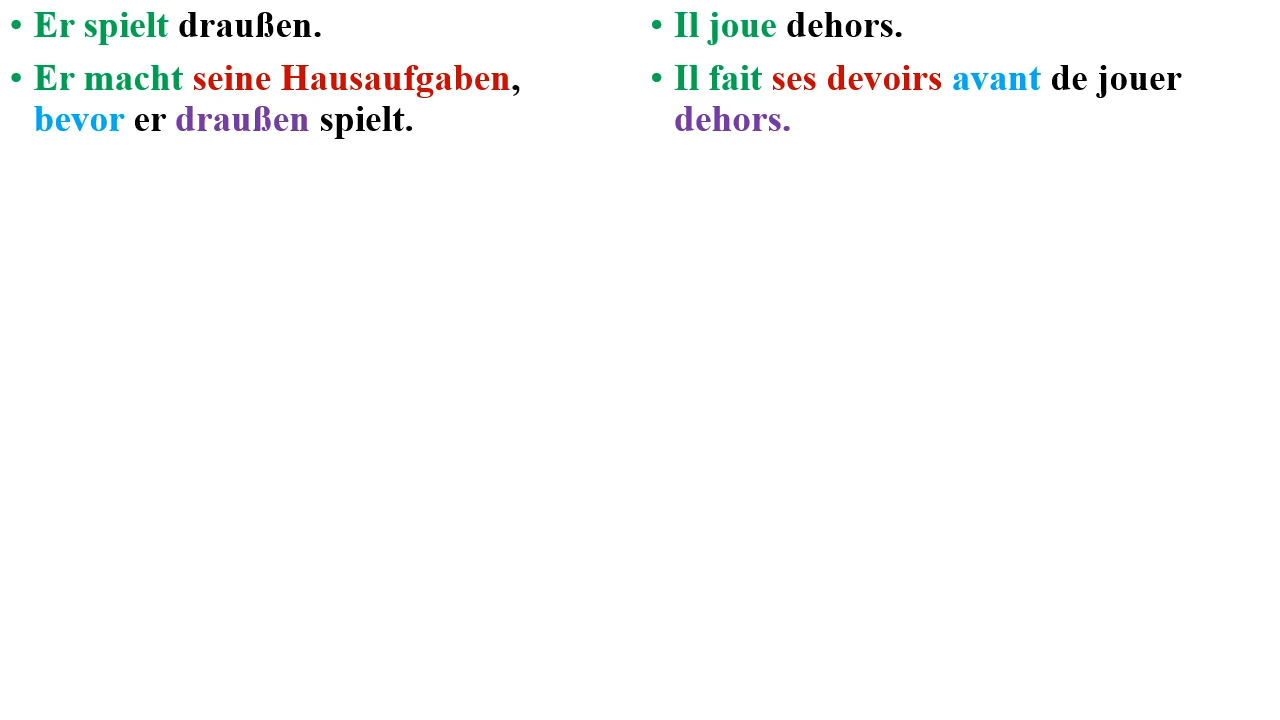 • Er spielt draußen.
• Er macht seine Hausaufgaben,
bevor er draußen spielt.
• Il joue dehors.
• Il fait ses devoirs avant de jouer
dehors.